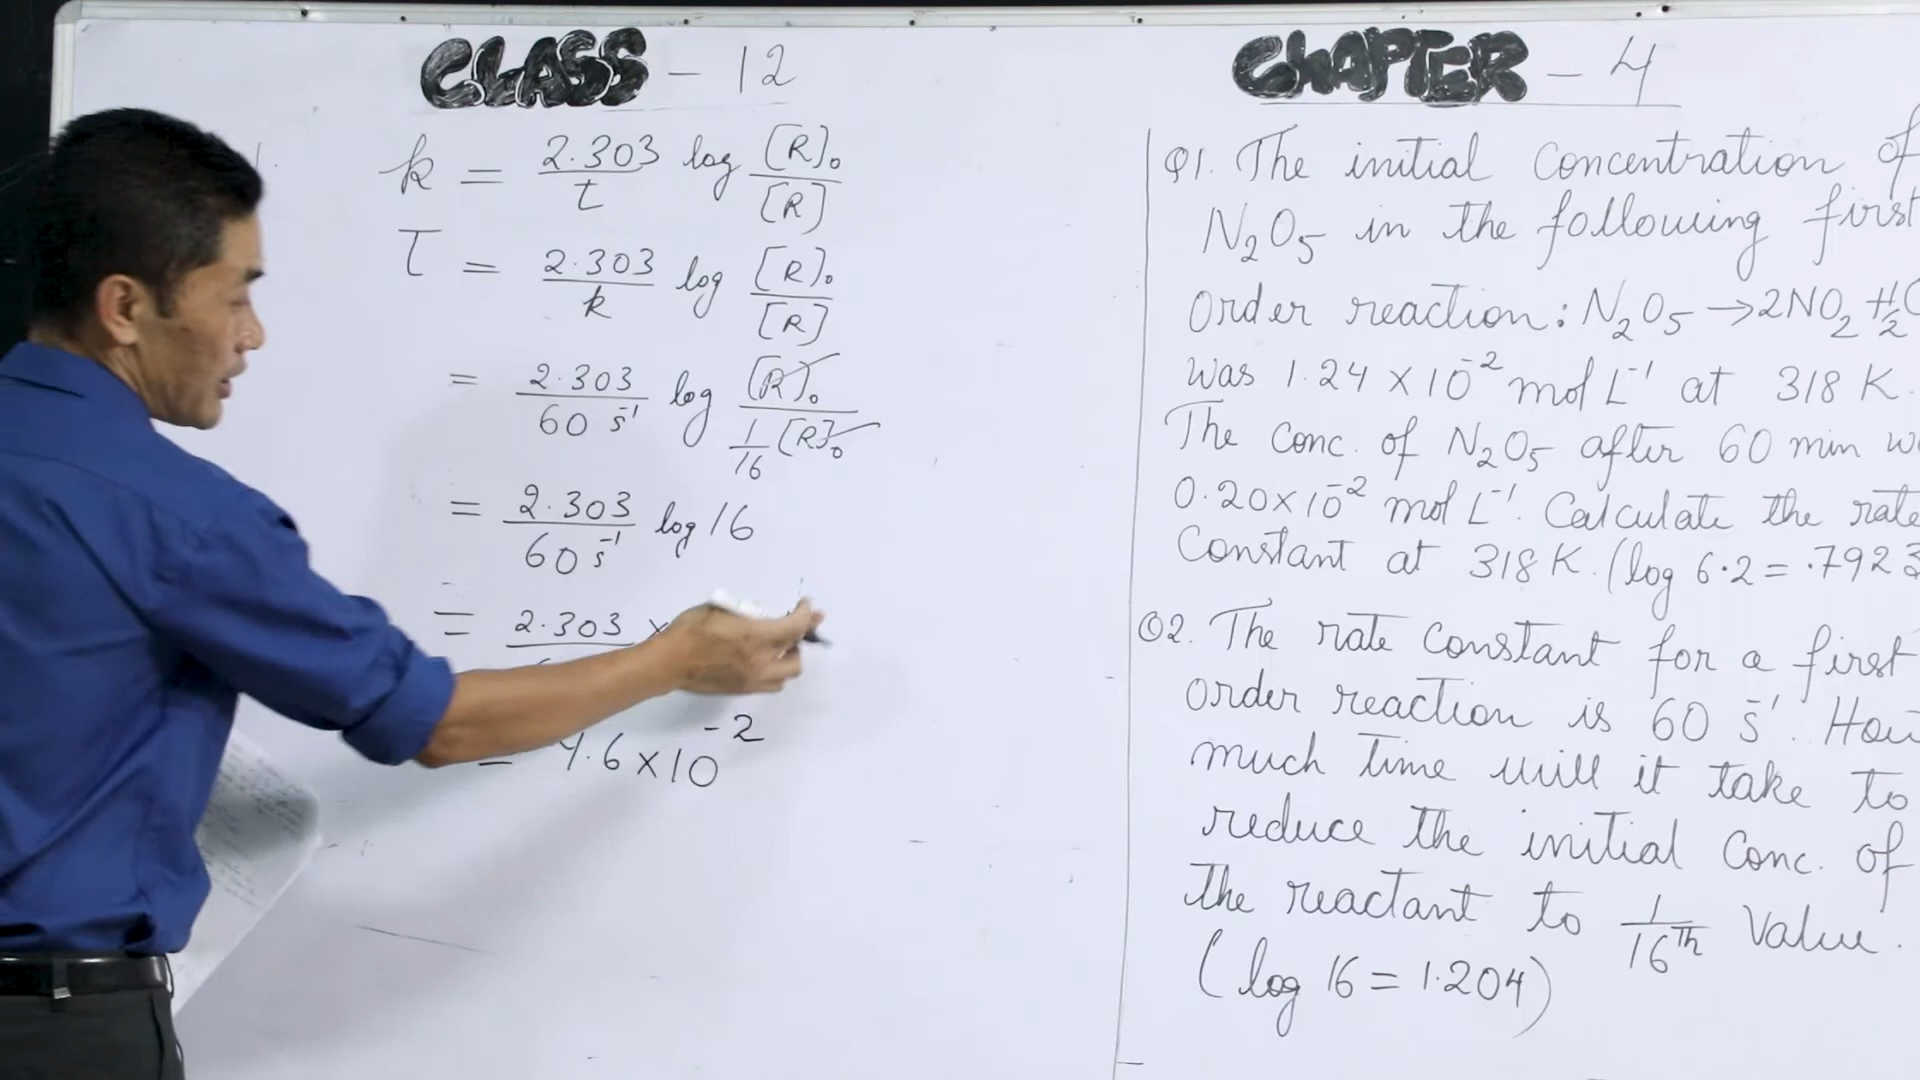 CLASS - 12
k = 2.303/t log [R]₀/[R]
t = 2.303/k log [R]₀/[R]
= 2.303/60 s⁻¹ log [R]₀/(1/16 [R]₀)
= 2.303/60 s⁻¹ log 16
= 2.303 ×
= 4.6 × 10⁻²
CHAPTER - 4
Q1. The initial Concentration of
N₂O₅ in the following first
Order reaction: N₂O₅ → 2NO₂ + 1/2
was 1.24 × 10⁻² mol L⁻¹ at 318 K.
The Conc. of N₂O₅ after 60 min
0.20 × 10⁻² mol L⁻¹. Calculate the rate
Constant at 318 K. (log 6.2 = .7923
Q2. The rate Constant for a first
Order reaction is 60 s⁻¹. How
much time will it take to
reduce the initial Conc. of
the reactant to 1/16th Value.
(log 16 = 1.204)